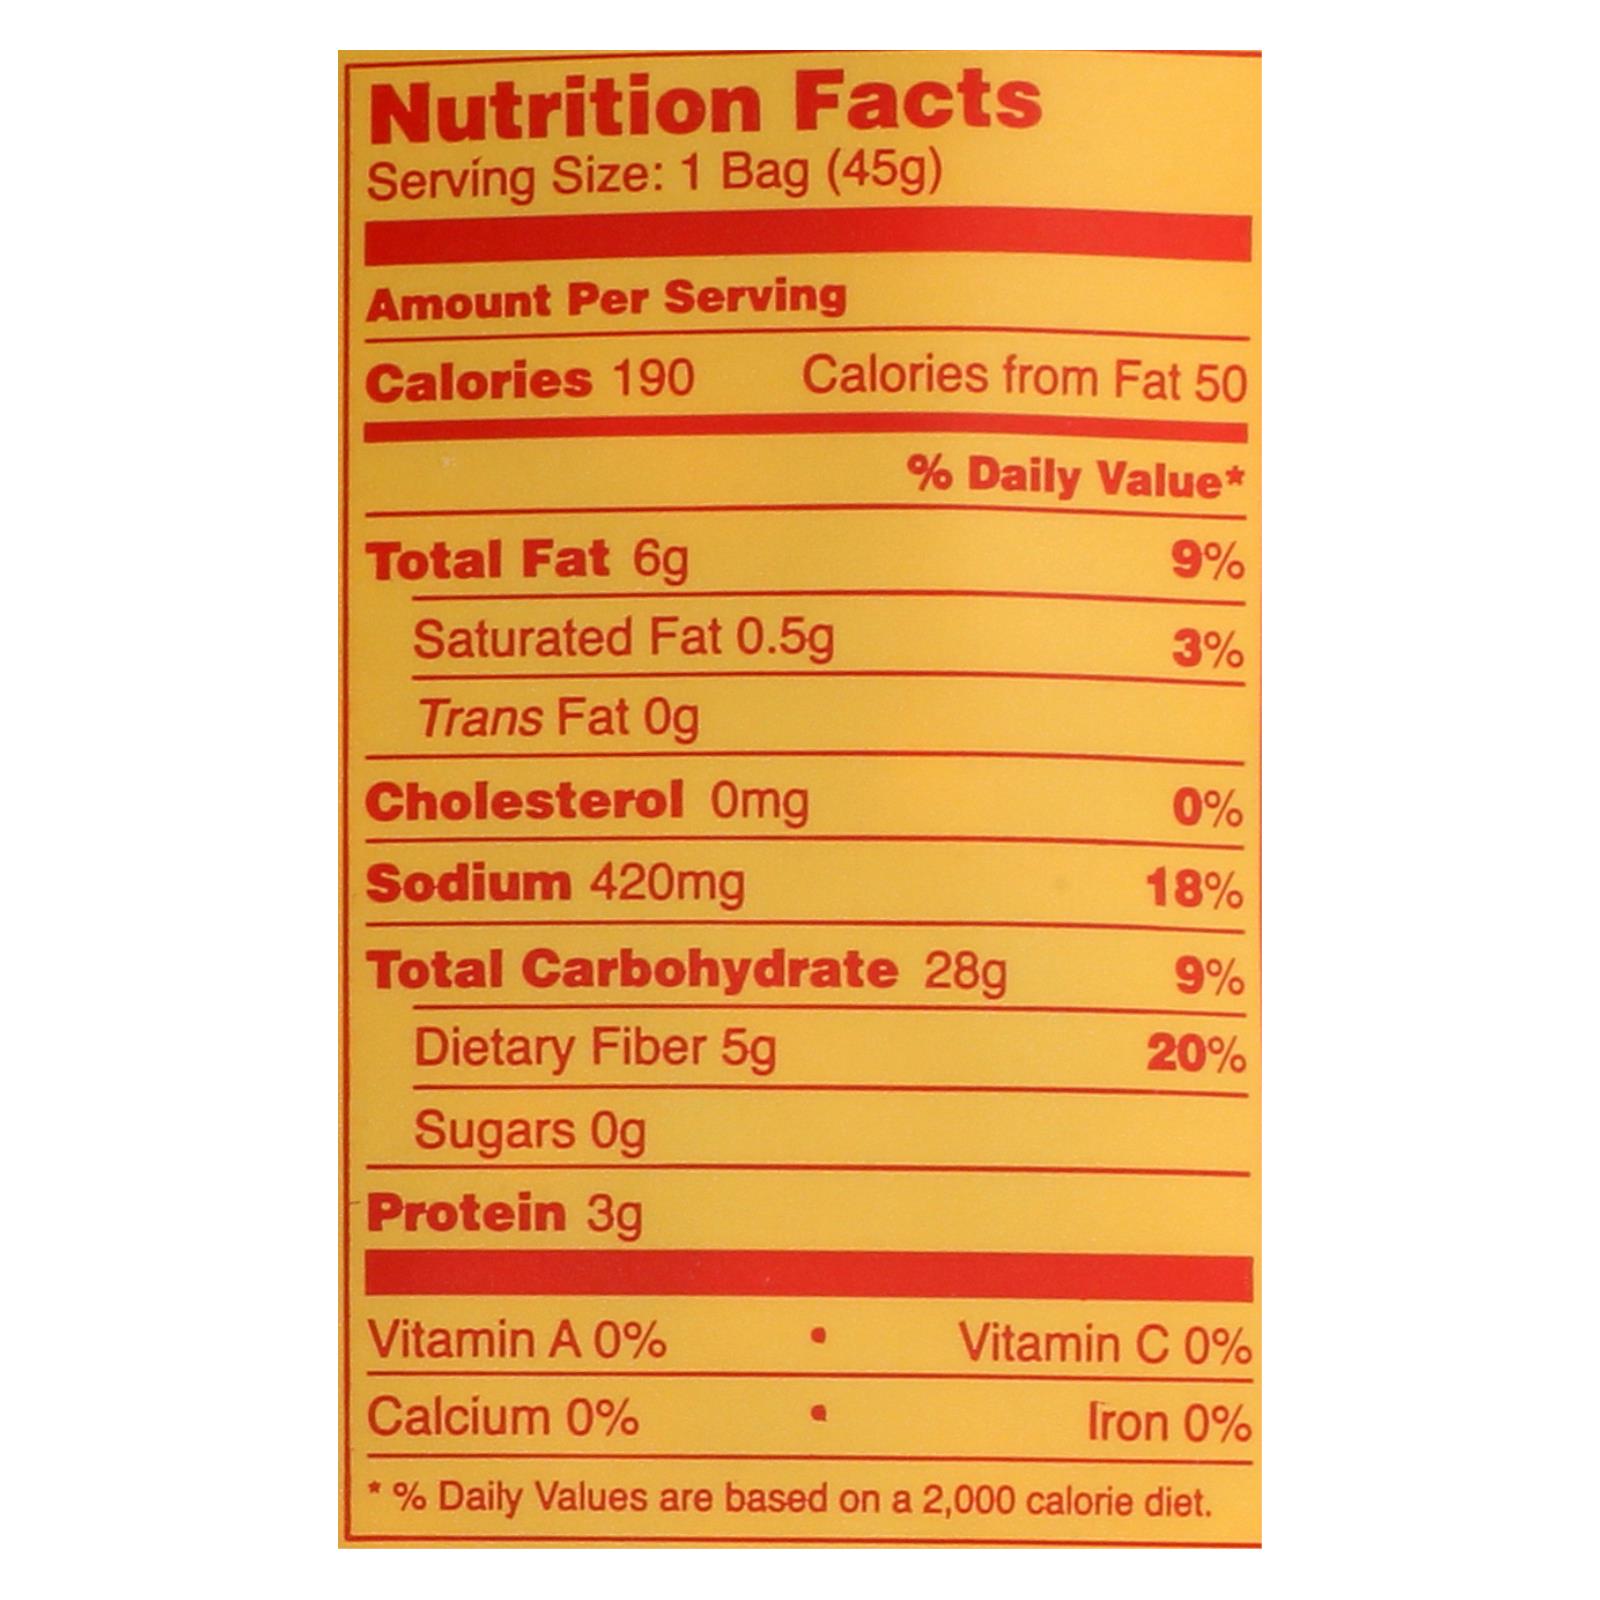 Nutrition Facts
Serving Size: 1 Bag (45g)
Amount Per Serving
Calories 190 Calories from Fat 50
% Daily Value*
Total Fat 6g 9%
Saturated Fat 0.5g 3%
Trans Fat 0g
Cholesterol 0mg 0%
Sodium 420mg 18%
Total Carbohydrate 28g 9%
Dietary Fiber 5g 20%
Sugars 0g
Protein 3g
Vitamin A 0% • Vitamin C 0%
Calcium 0% • Iron 0%
* % Daily Values are based on a 2,000 calorie diet.